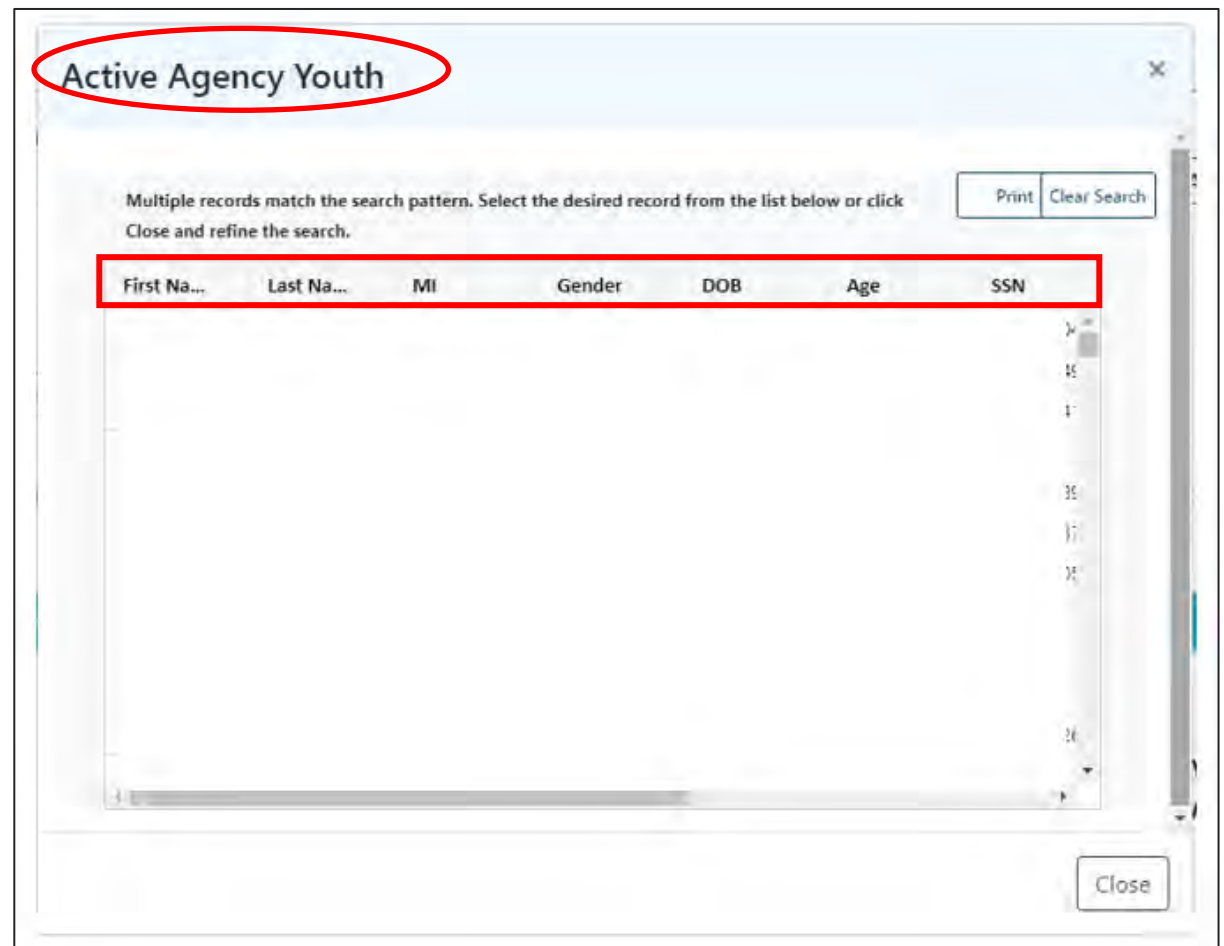 Active Agency Youth
×
Multiple records match the search pattern. Select the desired record from the list below or click
Close and refine the search.
Print Clear Search
First Na... Last Na... MI Gender DOB Age SSN
Close